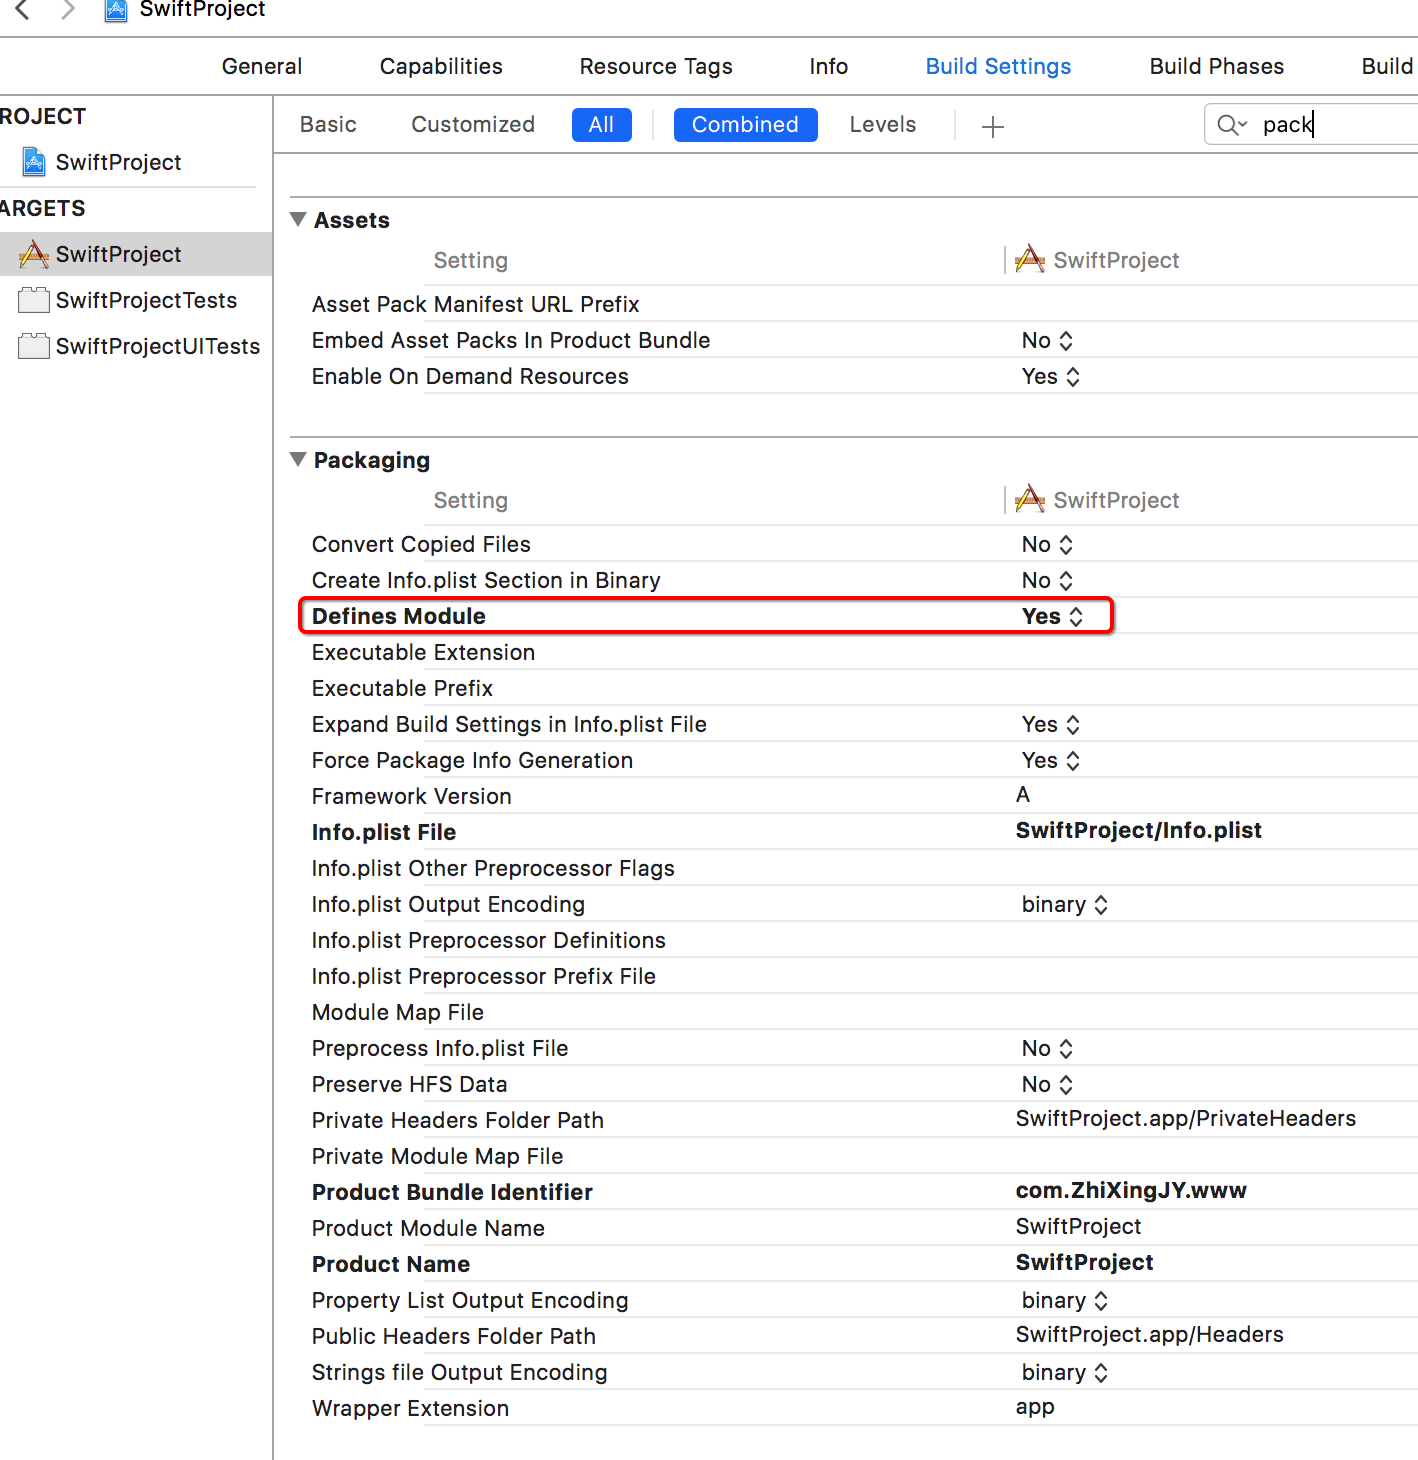 SwiftProject
General Capabilities Resource Tags Info Build Settings Build Phases Build
ROJECT
SwiftProject
ARGETS
SwiftProject
SwiftProjectTests
SwiftProjectUITests
Basic Customized All Combined Levels + pack
Assets
Setting SwiftProject
Asset Pack Manifest URL Prefix
Embed Asset Packs In Product Bundle No
Enable On Demand Resources Yes
Packaging
Setting SwiftProject
Convert Copied Files No
Create Info.plist Section in Binary No
Defines Module Yes
Executable Extension
Executable Prefix
Expand Build Settings in Info.plist File Yes
Force Package Info Generation Yes
Framework Version A
Info.plist File SwiftProject/Info.plist
Info.plist Other Preprocessor Flags
Info.plist Output Encoding binary
Info.plist Preprocessor Definitions
Info.plist Preprocessor Prefix File
Module Map File
Preprocess Info.plist File No
Preserve HFS Data No
Private Headers Folder Path SwiftProject.app/PrivateHeaders
Private Module Map File
Product Bundle Identifier com.ZhiXingJY.www
Product Module Name SwiftProject
Product Name SwiftProject
Property List Output Encoding binary
Public Headers Folder Path SwiftProject.app/Headers
Strings file Output Encoding binary
Wrapper Extension app